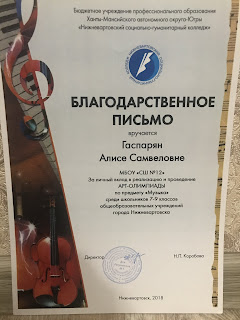 Бюджетное учреждение профессионального образования
Ханты-Мансийского автономного округа-Югры
«Нижневартовский социально-гуманитарный колледж»
БЛАГОДАРСТВЕННОЕ
ПИСЬМО
вручается
Гаспарян
Алисе Самвеловне
МБОУ «СШ №12»
За личный вклад в реализацию и проведение
АРТ-ОЛИМПИАДЫ
по предмету «Музыка»
среди школьников 7-9 классов
общеобразовательных учреждений
города Нижневартовска
Директор
Н.П. Коробова
Нижневартовск, 2018